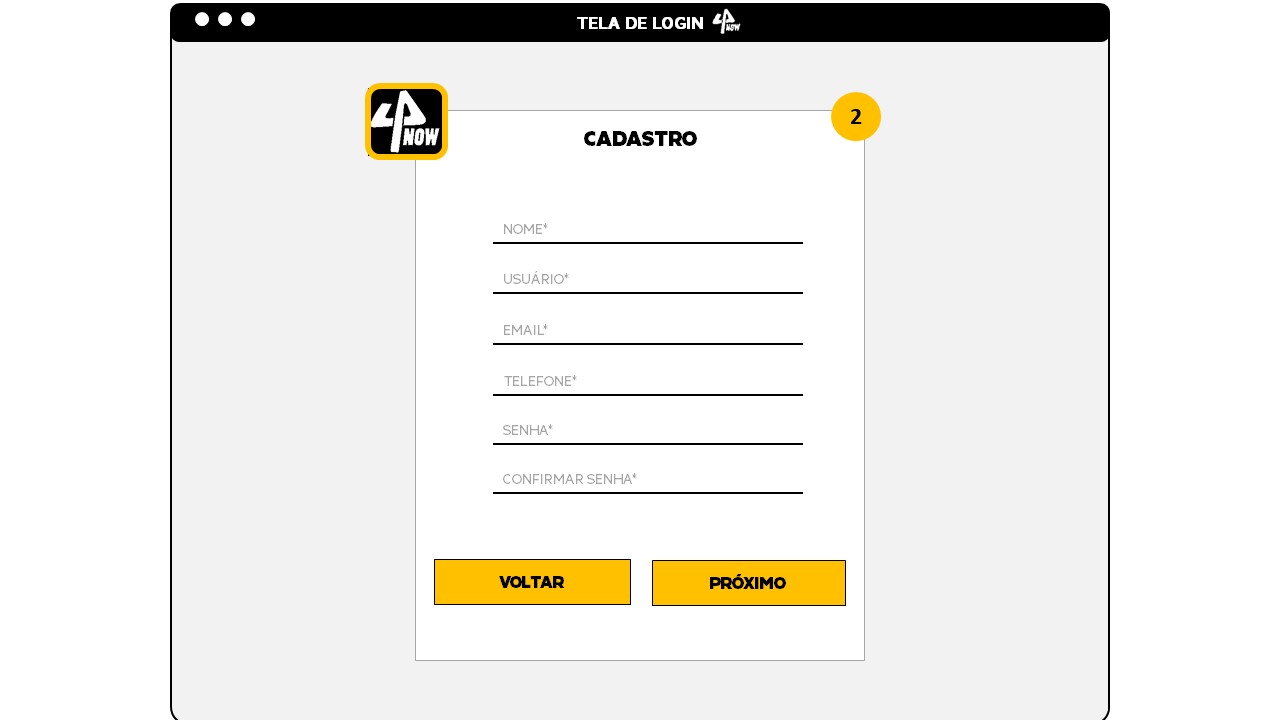 TELA DE LOGIN 4P NOW
4P NOW
2
CADASTRO
NOME*
USUÁRIO*
EMAIL*
TELEFONE*
SENHA*
CONFIRMAR SENHA*
VOLTAR
PRÓXIMO